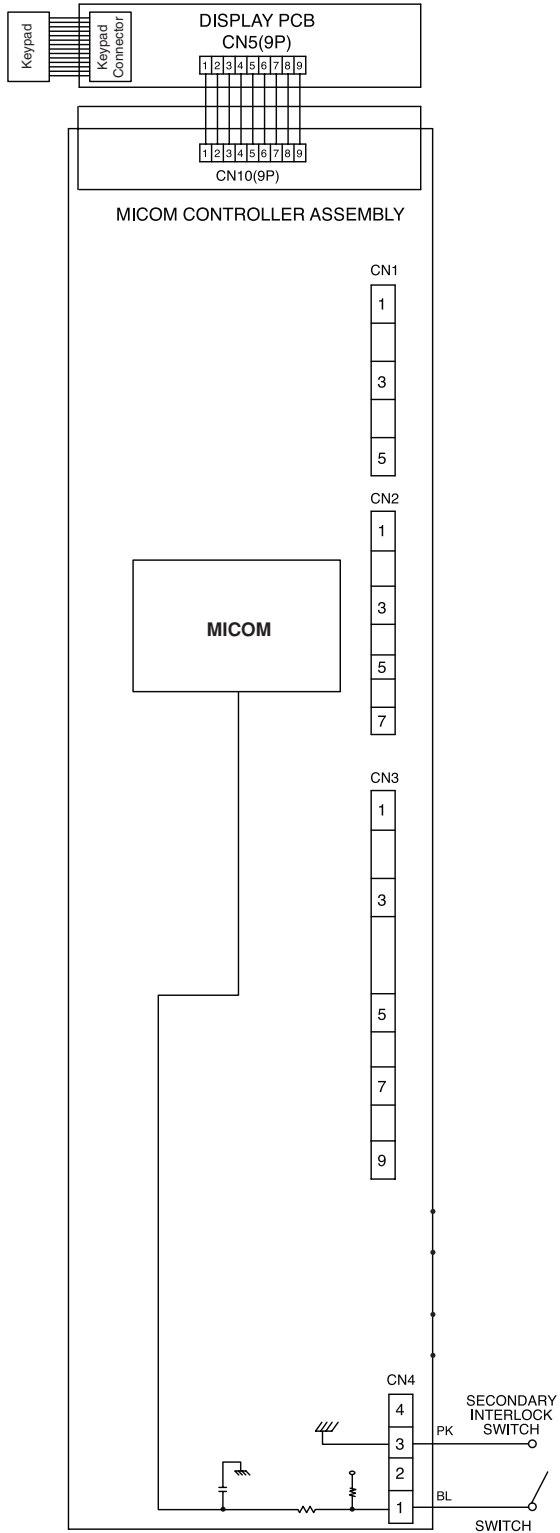 Keypad
Keypad
Connector
DISPLAY PCB
CN5(9P)
1 2 3 4 5 6 7 8 9
1 2 3 4 5 6 7 8 9
CN10(9P)
MICOM CONTROLLER ASSEMBLY
CN1
1
3
5
CN2
1
MICOM
3
5
7
CN3
1
3
5
7
9
CN4
4
3
2
1
PK
SECONDARY
INTERLOCK
SWITCH
BL
SWITCH